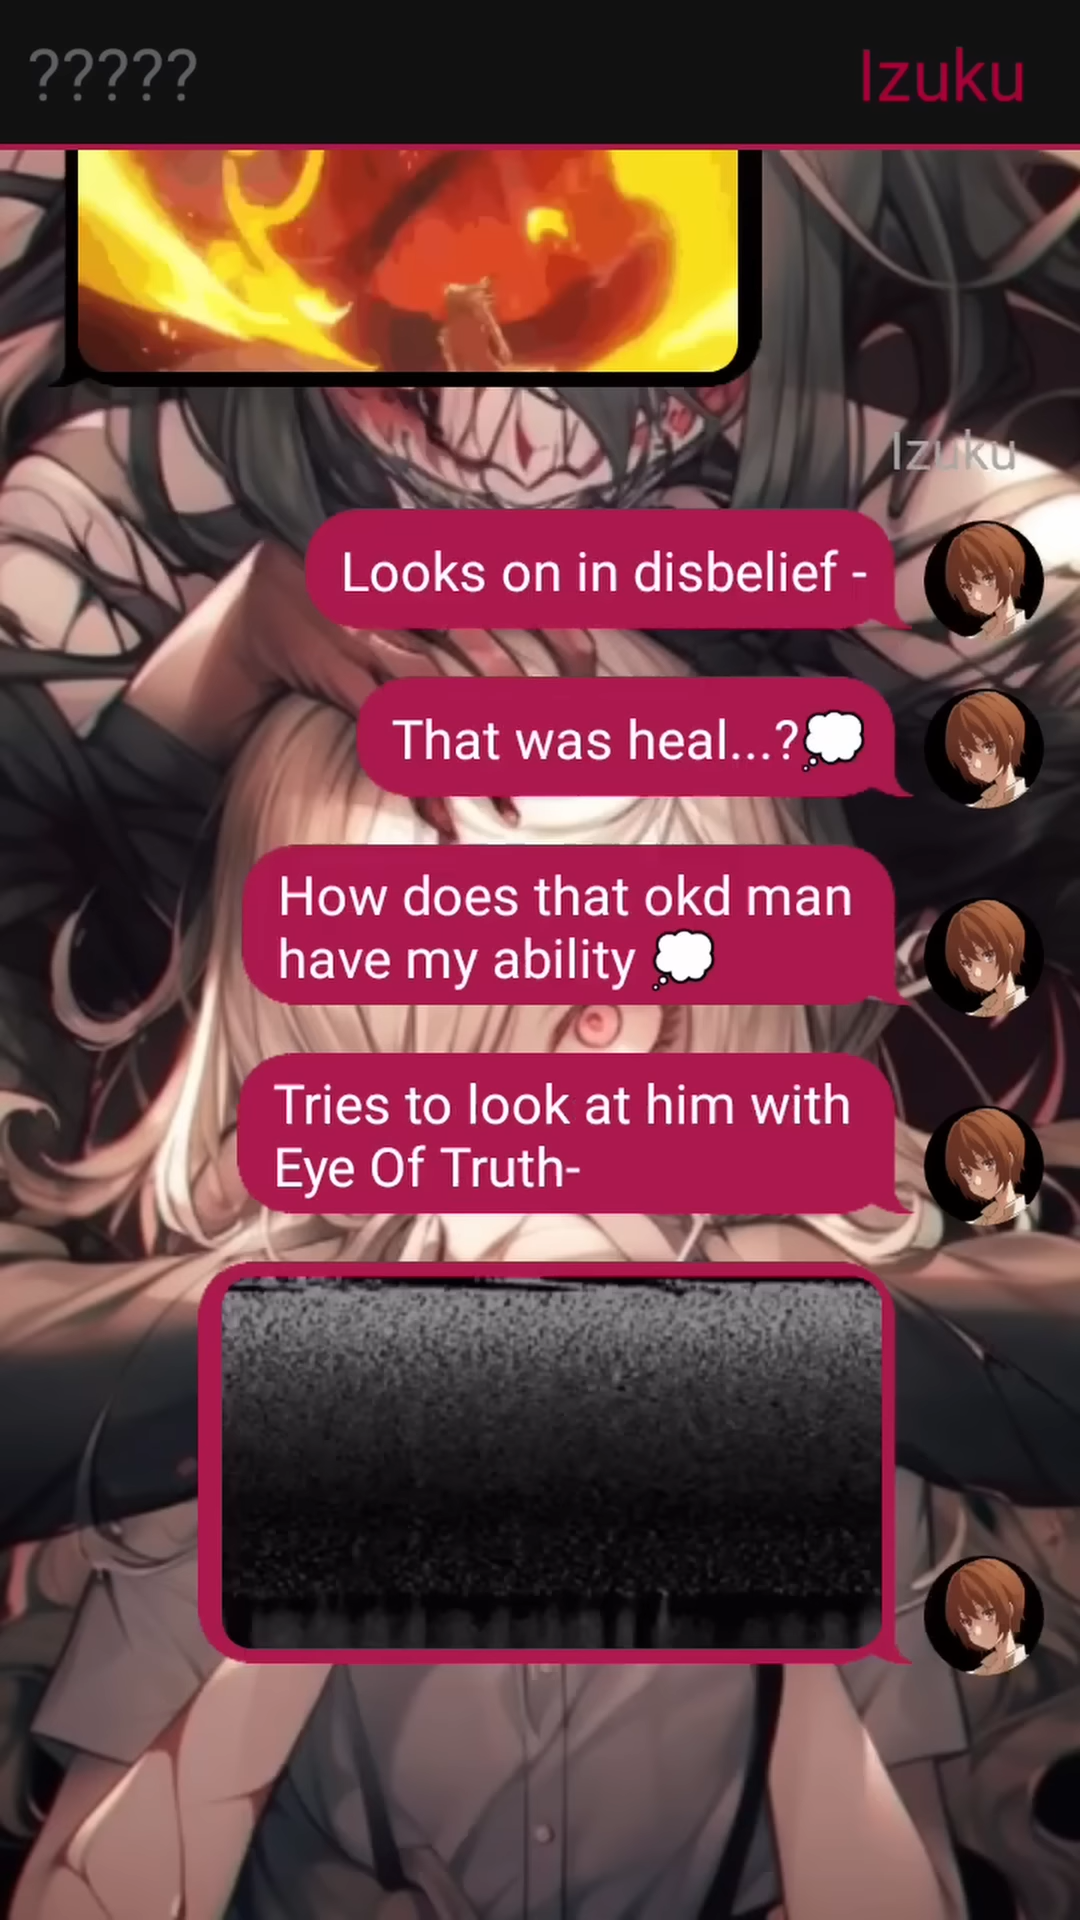 ?????
Izuku
Izuku
Looks on in disbelief -
That was heal...?💭
How does that okd man
have my ability 💭
Tries to look at him with
Eye Of Truth-